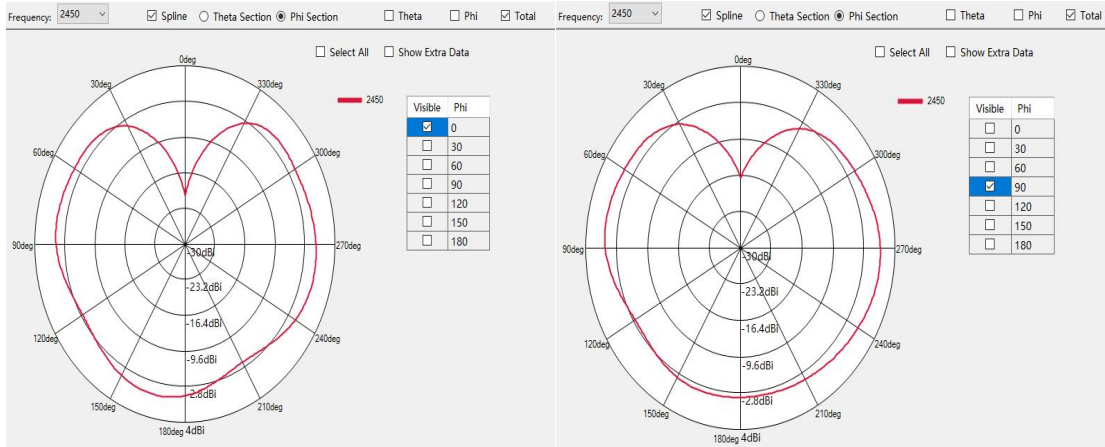 Frequency: 2450 Spline Theta Section Phi Section Theta Phi Total
Select All Show Extra Data
0deg
30deg 330deg
2450
Visible Phi
0
30
60
90
120
150
180
60deg 300deg
90deg 270deg
-30dBi
-23.2dBi
-16.4dBi
-9.6dBi
-2.8dBi
120deg 240deg
150deg 210deg
180deg 4dBi
Frequency: 2450 Spline Theta Section Phi Section Theta Phi Total
Select All Show Extra Data
0deg
30deg 330deg
2450
Visible Phi
0
30
60
90
120
150
180
60deg 300deg
90deg 270deg
-30dBi
-23.2dBi
-16.4dBi
-9.6dBi
-2.8dBi
120deg 240deg
150deg 210deg
180deg 4dBi